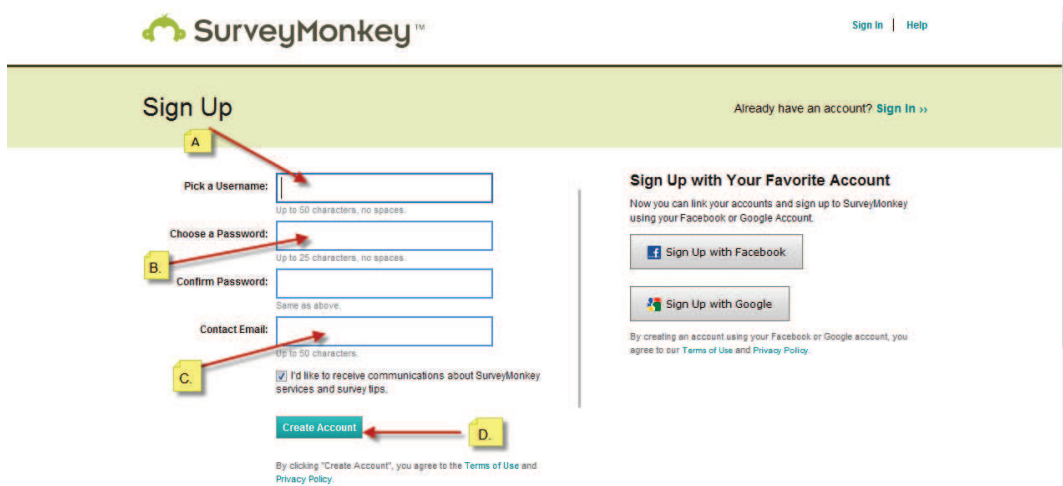 SurveyMonkey™
Sign In | Help
Sign Up
Already have an account? Sign In »
A
Pick a Username:
Up to 50 characters, no spaces.
Choose a Password:
B.
Up to 25 characters, no spaces.
Confirm Password:
Same as above.
Contact Email:
C.
Up to 50 characters.
I'd like to receive communications about SurveyMonkey
services and survey tips.
Create Account
D.
By clicking "Create Account", you agree to the Terms of Use and
Privacy Policy.
Sign Up with Your Favorite Account
Now you can link your accounts and sign up to SurveyMonkey
using your Facebook or Google Account.
f Sign Up with Facebook
g Sign Up with Google
By creating an account using your Facebook or Google account, you
agree to our Terms of Use and Privacy Policy.